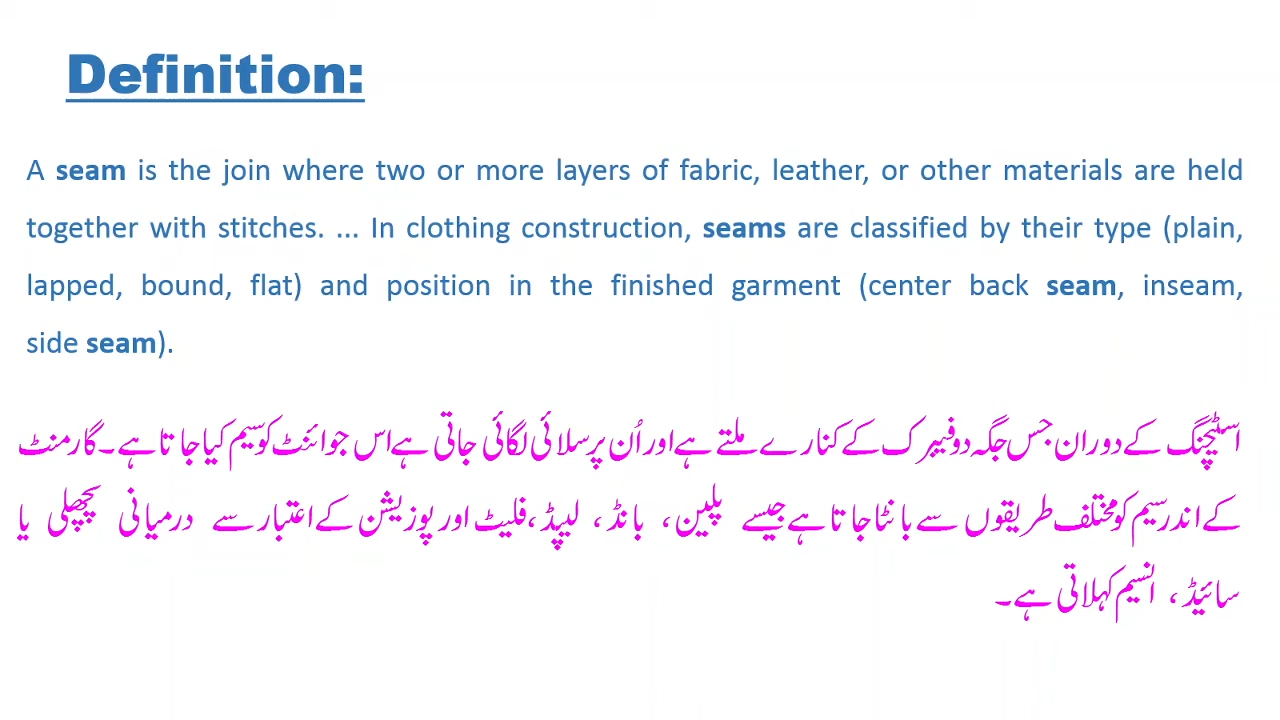 Definition:
A seam is the join where two or more layers of fabric, leather, or other materials are held
together with stitches. ... In clothing construction, seams are classified by their type (plain,
lapped, bound, flat) and position in the finished garment (center back seam, inseam,
side seam).
اسٹیچنگ کے دوران جس جگہ دو فیبرک کے کنارے ملتے ہے اور اُن پر سلائی لگائی جاتی ہے اس جوائنٹ کو سیم کیا جاتا ہے۔ گارمنٹ
کے اندر سیم کو مختلف طریقوں سے بانٹا جاتا ہے جیسے پلین، بانڈ، لیپڈ، فلیٹ اور پوزیشن کے اعتبار سے درمیانی پچھلی یا
سائیڈ، انسیم کہلاتی ہے۔